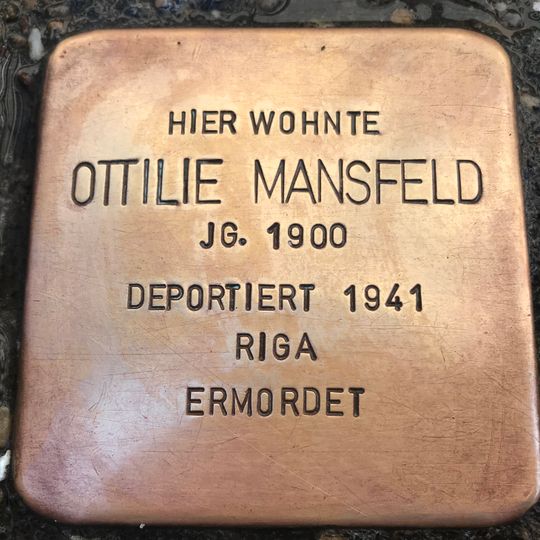 HIER WOHNTE
OTTILIE MANSFELD
JG. 1900
DEPORTIERT 1941
RIGA
ERMORDET